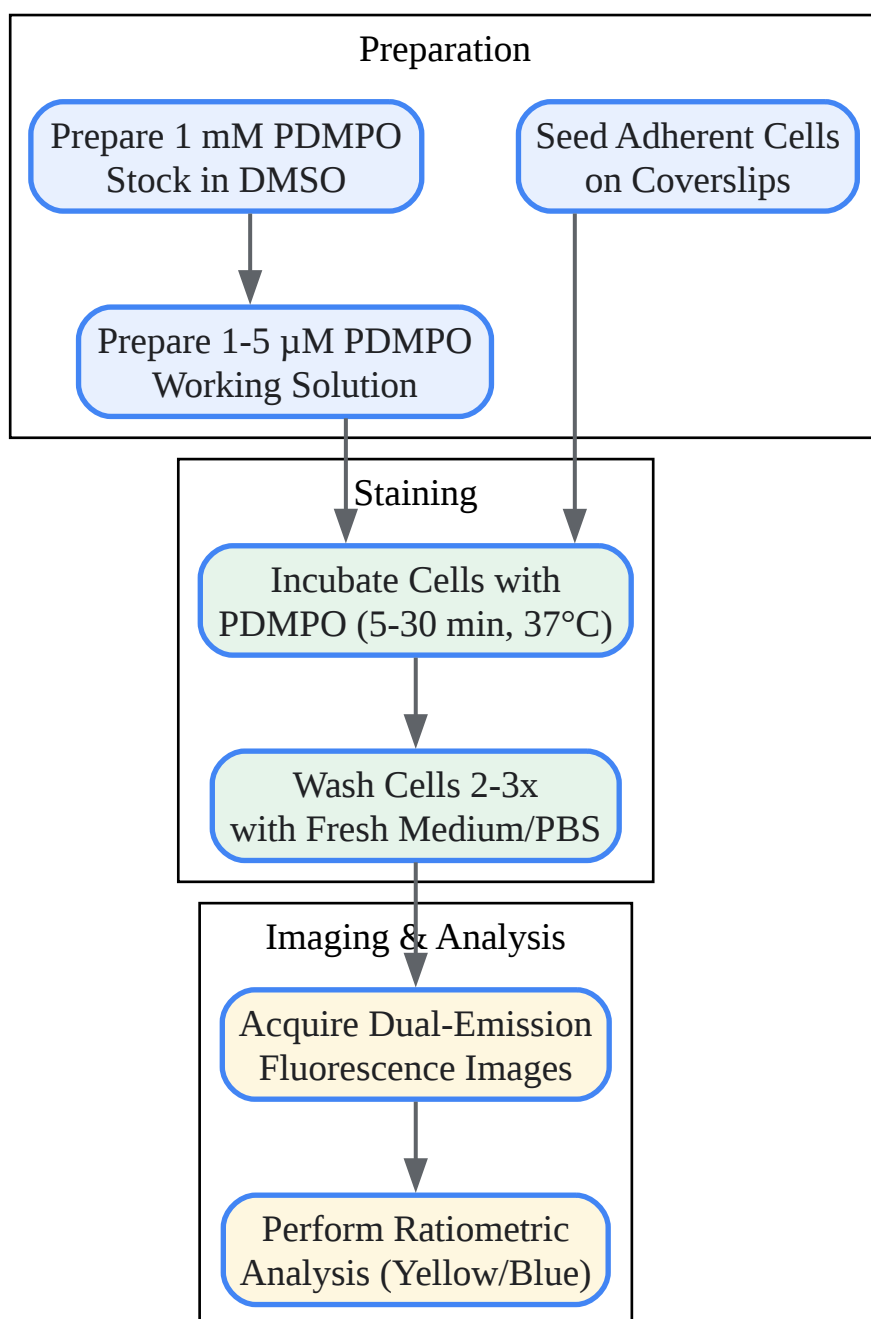 Preparation
Prepare 1 mM PDMPO
Stock in DMSO
Seed Adherent Cells
on Coverslips
Prepare 1-5 µM PDMPO
Working Solution
Staining
Incubate Cells with
PDMPO (5-30 min, 37°C)
Wash Cells 2-3x
with Fresh Medium/PBS
Imaging & Analysis
Acquire Dual-Emission
Fluorescence Images
Perform Ratiometric
Analysis (Yellow/Blue)